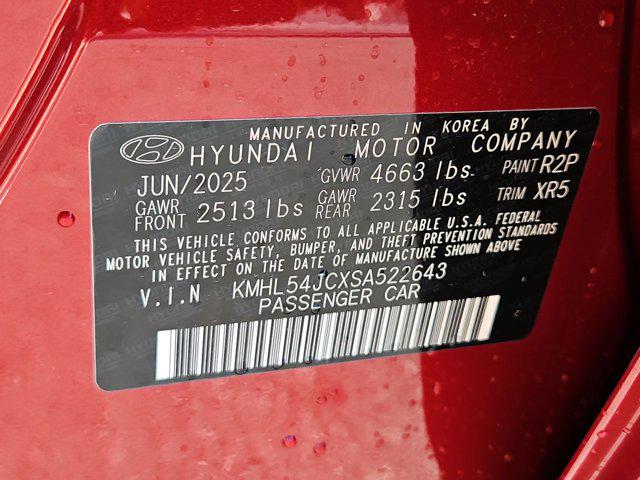 MANUFACTURED IN KOREA BY
HYUNDAI MOTOR COMPANY
JUN/2025 GVWR 4663 lbs PAINT R2P
GAWR FRONT 2513 lbs GAWR REAR 2315 lbs TRIM XR5
THIS VEHICLE CONFORMS TO ALL APPLICABLE U.S.A. FEDERAL
MOTOR VEHICLE SAFETY, BUMPER, AND THEFT PREVENTION STANDARDS
IN EFFECT ON THE DATE OF MANUFACTURE SHOWN ABOVE
V.I.N KMHL54JCXSA522643
PASSENGER CAR